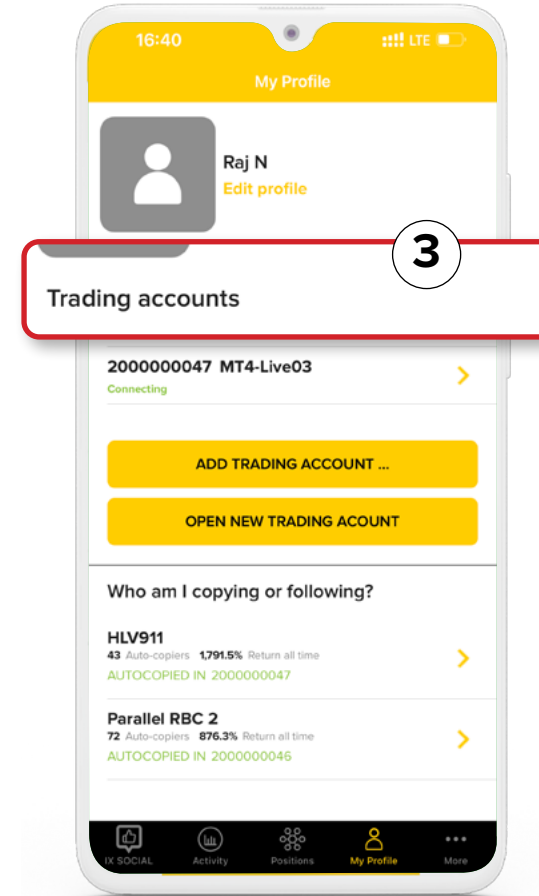 16:40 LTE
My Profile
Raj N
Edit profile
3
Trading accounts
2000000047 MT4-Live03
Connecting
ADD TRADING ACCOUNT ...
OPEN NEW TRADING ACOUNT
Who am I copying or following?
HLV911
43 Auto-copiers 1,791.5% Return all time
AUTOCOPIED IN 2000000047
Parallel RBC 2
72 Auto-copiers 876.3% Return all time
AUTOCOPIED IN 2000000046
IX SOCIAL Activity Positions My Profile More